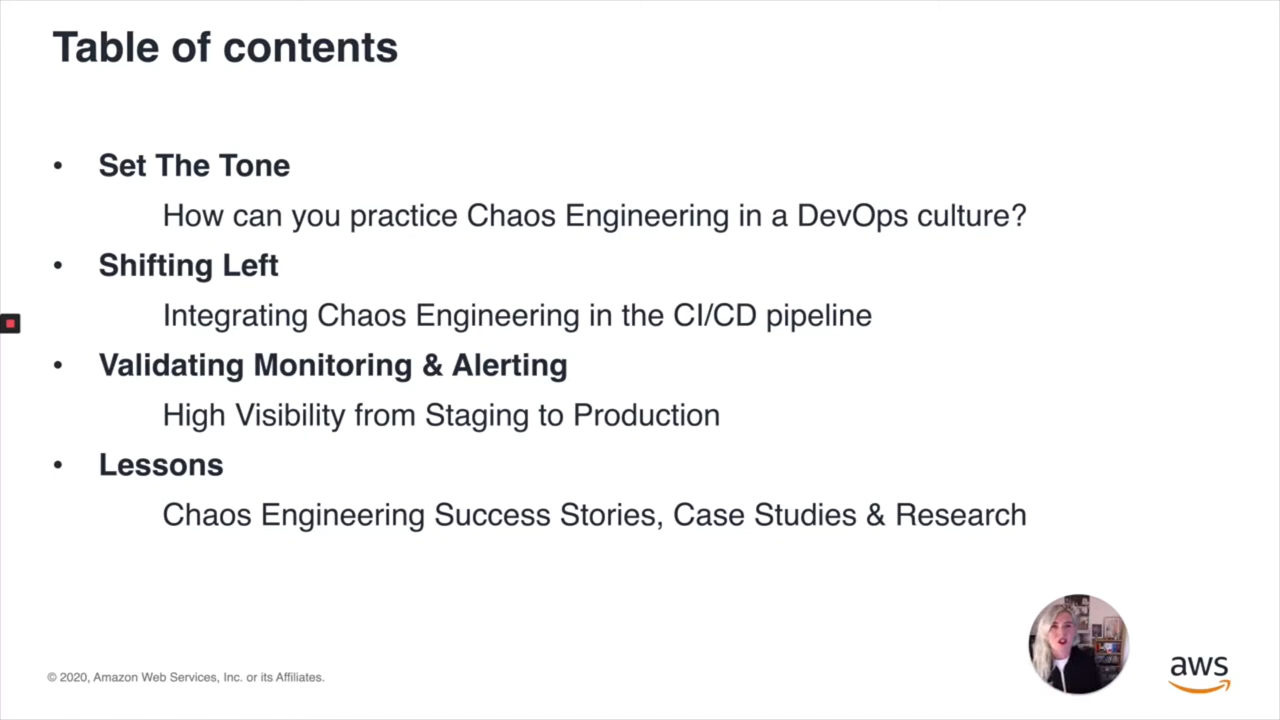 Table of contents
• Set The Tone
How can you practice Chaos Engineering in a DevOps culture?
• Shifting Left
Integrating Chaos Engineering in the CI/CD pipeline
• Validating Monitoring & Alerting
High Visibility from Staging to Production
• Lessons
Chaos Engineering Success Stories, Case Studies & Research
© 2020, Amazon Web Services, Inc. or its Affiliates.
aws